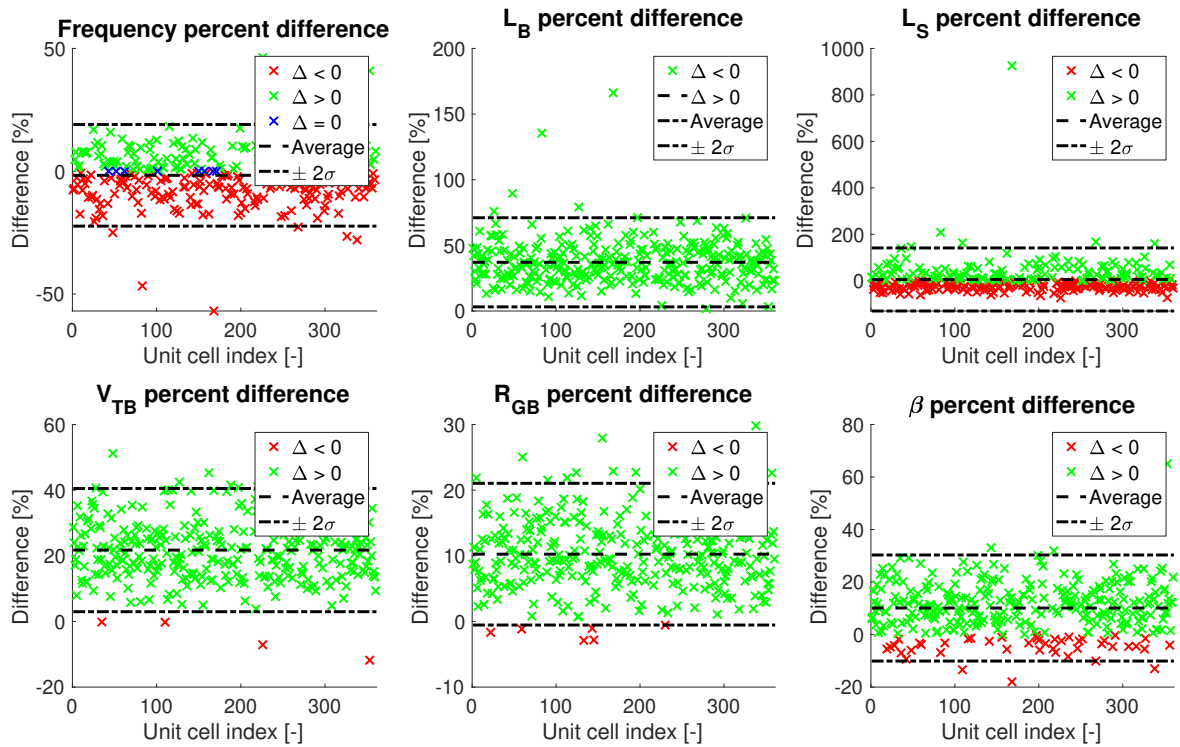 Frequency percent difference
50
0
-50
Difference [%]
0 100 200 300
Unit cell index [-]
Δ < 0
Δ > 0
Δ = 0
Average
± 2σ
L_B percent difference
200
150
100
50
0
Difference [%]
0 100 200 300
Unit cell index [-]
Δ < 0
Δ > 0
Average
± 2σ
L_S percent difference
1000
800
600
400
200
0
Difference [%]
0 100 200 300
Unit cell index [-]
Δ < 0
Δ > 0
Average
± 2σ
V_TB percent difference
60
40
20
0
-20
Difference [%]
0 100 200 300
Unit cell index [-]
Δ < 0
Δ > 0
Average
± 2σ
R_GB percent difference
30
20
10
0
-10
Difference [%]
0 100 200 300
Unit cell index [-]
Δ < 0
Δ > 0
Average
± 2σ
β percent difference
80
60
40
20
0
-20
Difference [%]
0 100 200 300
Unit cell index [-]
Δ < 0
Δ > 0
Average
± 2σ